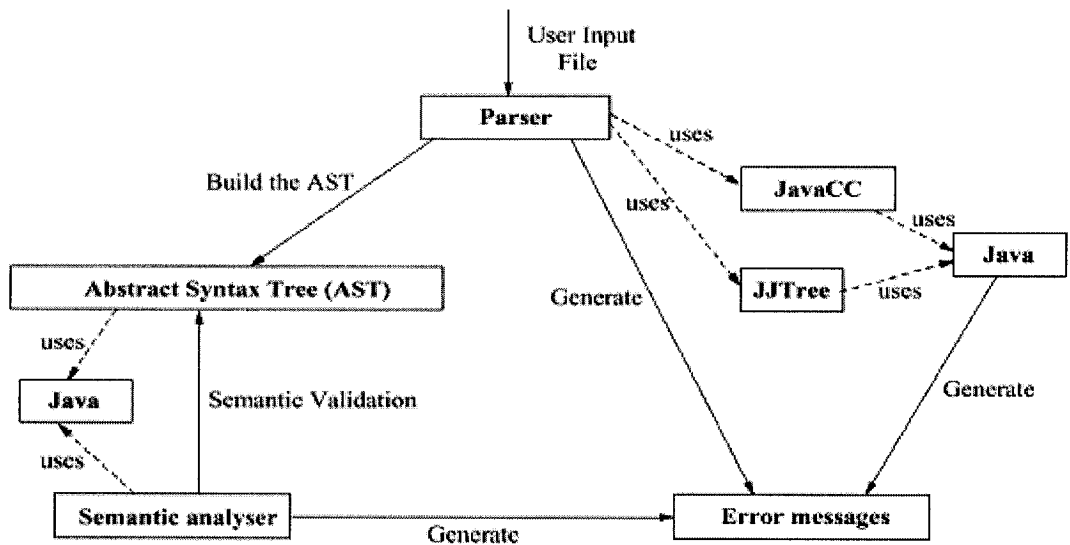 User Input
File
Parser
uses
JavaCC
Build the AST
uses
uses
Java
Abstract Syntax Tree (AST)
Generate
JJTree
uses
uses
Java
Semantic Validation
Generate
uses
Semantic analyser
Generate
Error messages